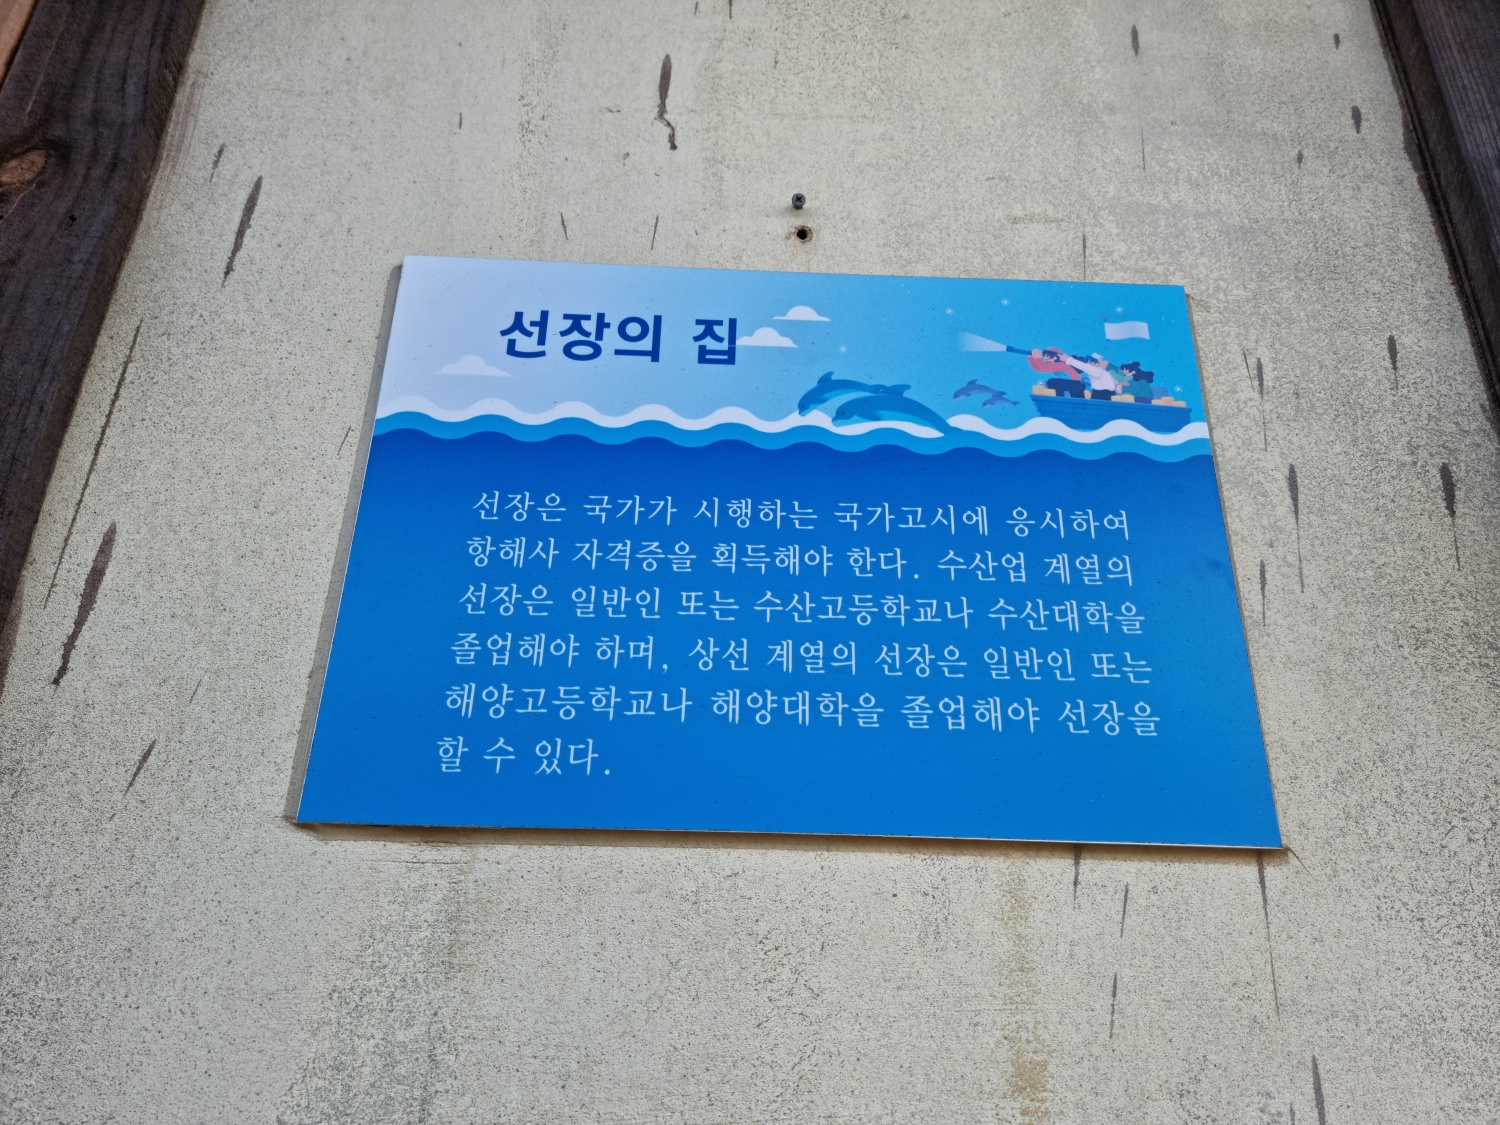 선장의 집
선장은 국가가 시행하는 국가고시에 응시하여
항해사 자격증을 획득해야 한다. 수산업 계열의
선장은 일반인 또는 수산고등학교나 수산대학을
졸업해야 하며, 상선 계열의 선장은 일반인 또는
해양고등학교나 해양대학을 졸업해야 선장을
할 수 있다.